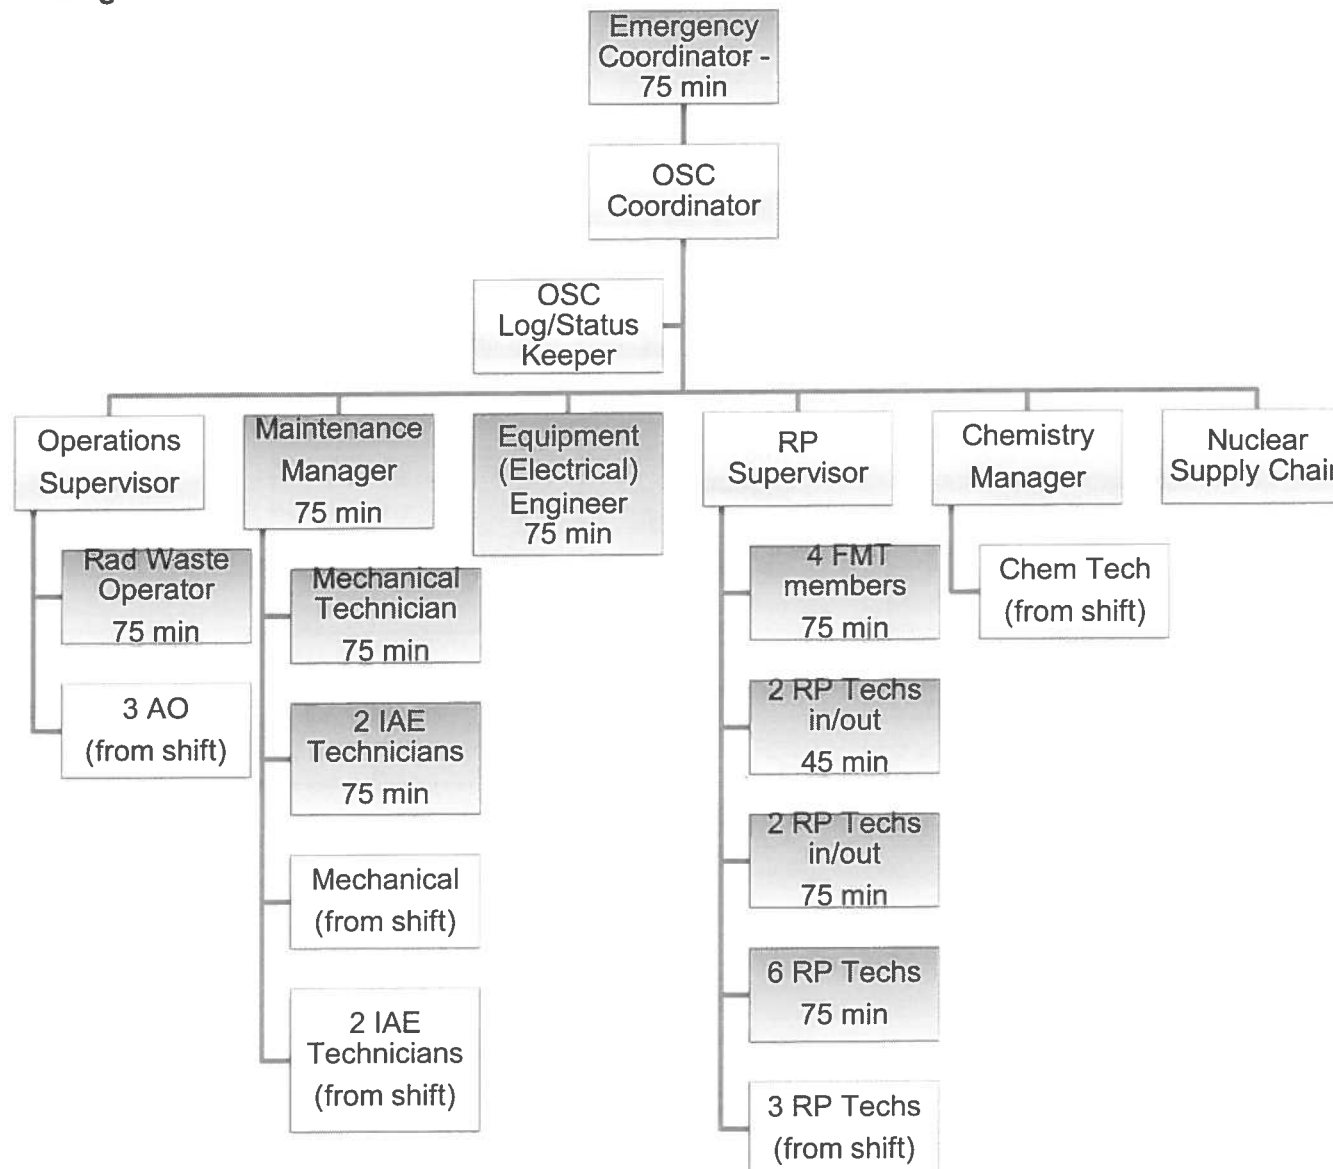 Emergency
Coordinator -
75 min
OSC
Coordinator
OSC
Log/Status
Keeper
Operations
Supervisor
Maintenance
Manager
75 min
Equipment
(Electrical)
Engineer
75 min
RP
Supervisor
Chemistry
Manager
Nuclear
Supply Chain
Rad Waste
Operator
75 min
3 AO
(from shift)
Mechanical
Technician
75 min
2 IAE
Technicians
75 min
Mechanical
(from shift)
2 IAE
Technicians
(from shift)
4 FMT
members
75 min
2 RP Techs
in/out
45 min
2 RP Techs
in/out
75 min
6 RP Techs
75 min
3 RP Techs
(from shift)
Chem Tech
(from shift)